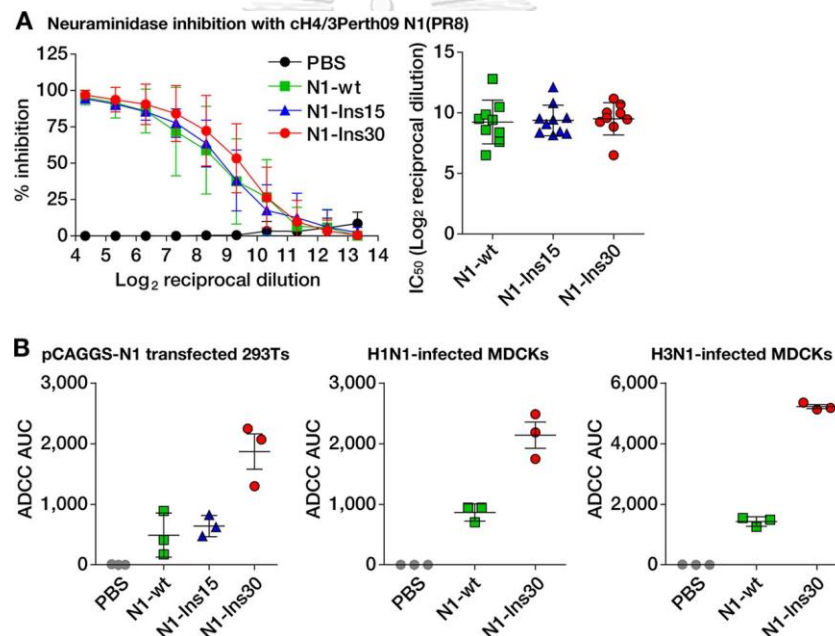 A Neuraminidase inhibition with cH4/3Perth09 N1(PR8)
% inhibition
100
75
50
25
0
4 5 6 7 8 9 10 11 12 13 14
Log2 reciprocal dilution
PBS
N1-wt
N1-Ins15
N1-Ins30
IC50 (Log2 reciprocal dilution)
15
10
5
0
N1-wt
N1-Ins15
N1-Ins30
B
pCAGGS-N1 transfected 293Ts
ADCC AUC
3,000
2,000
1,000
0
PBS
N1-wt
N1-Ins15
N1-Ins30
H1N1-infected MDCKs
ADCC AUC
3,000
2,000
1,000
0
PBS
N1-wt
N1-Ins30
H3N1-infected MDCKs
ADCC AUC
6,000
4,000
2,000
0
PBS
N1-wt
N1-Ins30